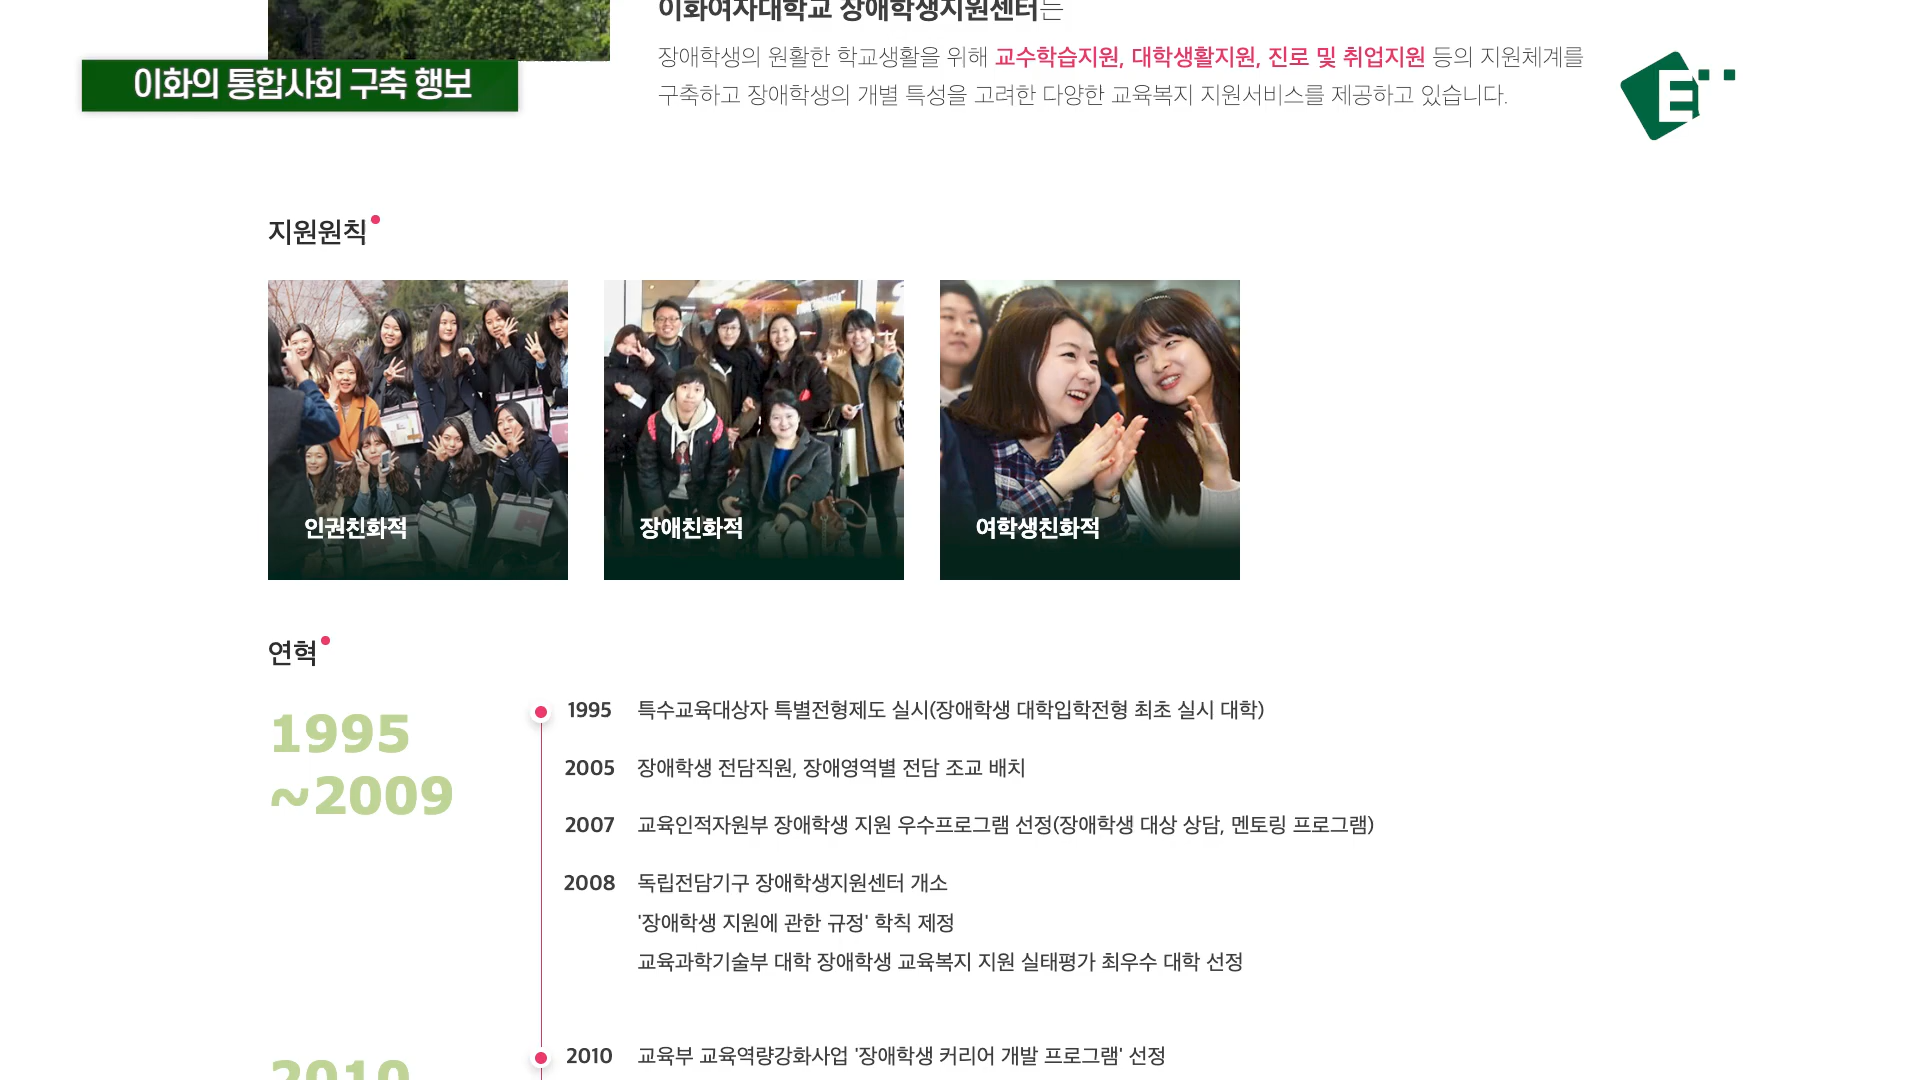 이화여자대학교 장애학생지원센터는
이화의 통합사회 구축 행보
장애학생의 원활한 학교생활을 위해 교수학습지원, 대학생활지원, 진로 및 취업지원 등의 지원체계를
구축하고 장애학생의 개별 특성을 고려한 다양한 교육복지 지원서비스를 제공하고 있습니다.
E
지원원칙
인권친화적
장애친화적
여학생친화적
연혁
1995
~2009
1995 특수교육대상자 특별전형제도 실시(장애학생 대학입학전형 최초 실시 대학)
2005 장애학생 전담직원, 장애영역별 전담 조교 배치
2007 교육인적자원부 장애학생 지원 우수프로그램 선정(장애학생 대상 상담, 멘토링 프로그램)
2008 독립전담기구 장애학생지원센터 개소
'장애학생 지원에 관한 규정' 학칙 제정
교육과학기술부 대학 장애학생 교육복지 지원 실태평가 최우수 대학 선정
2010
2010 교육부 교육역량강화사업 '장애학생 커리어 개발 프로그램' 선정